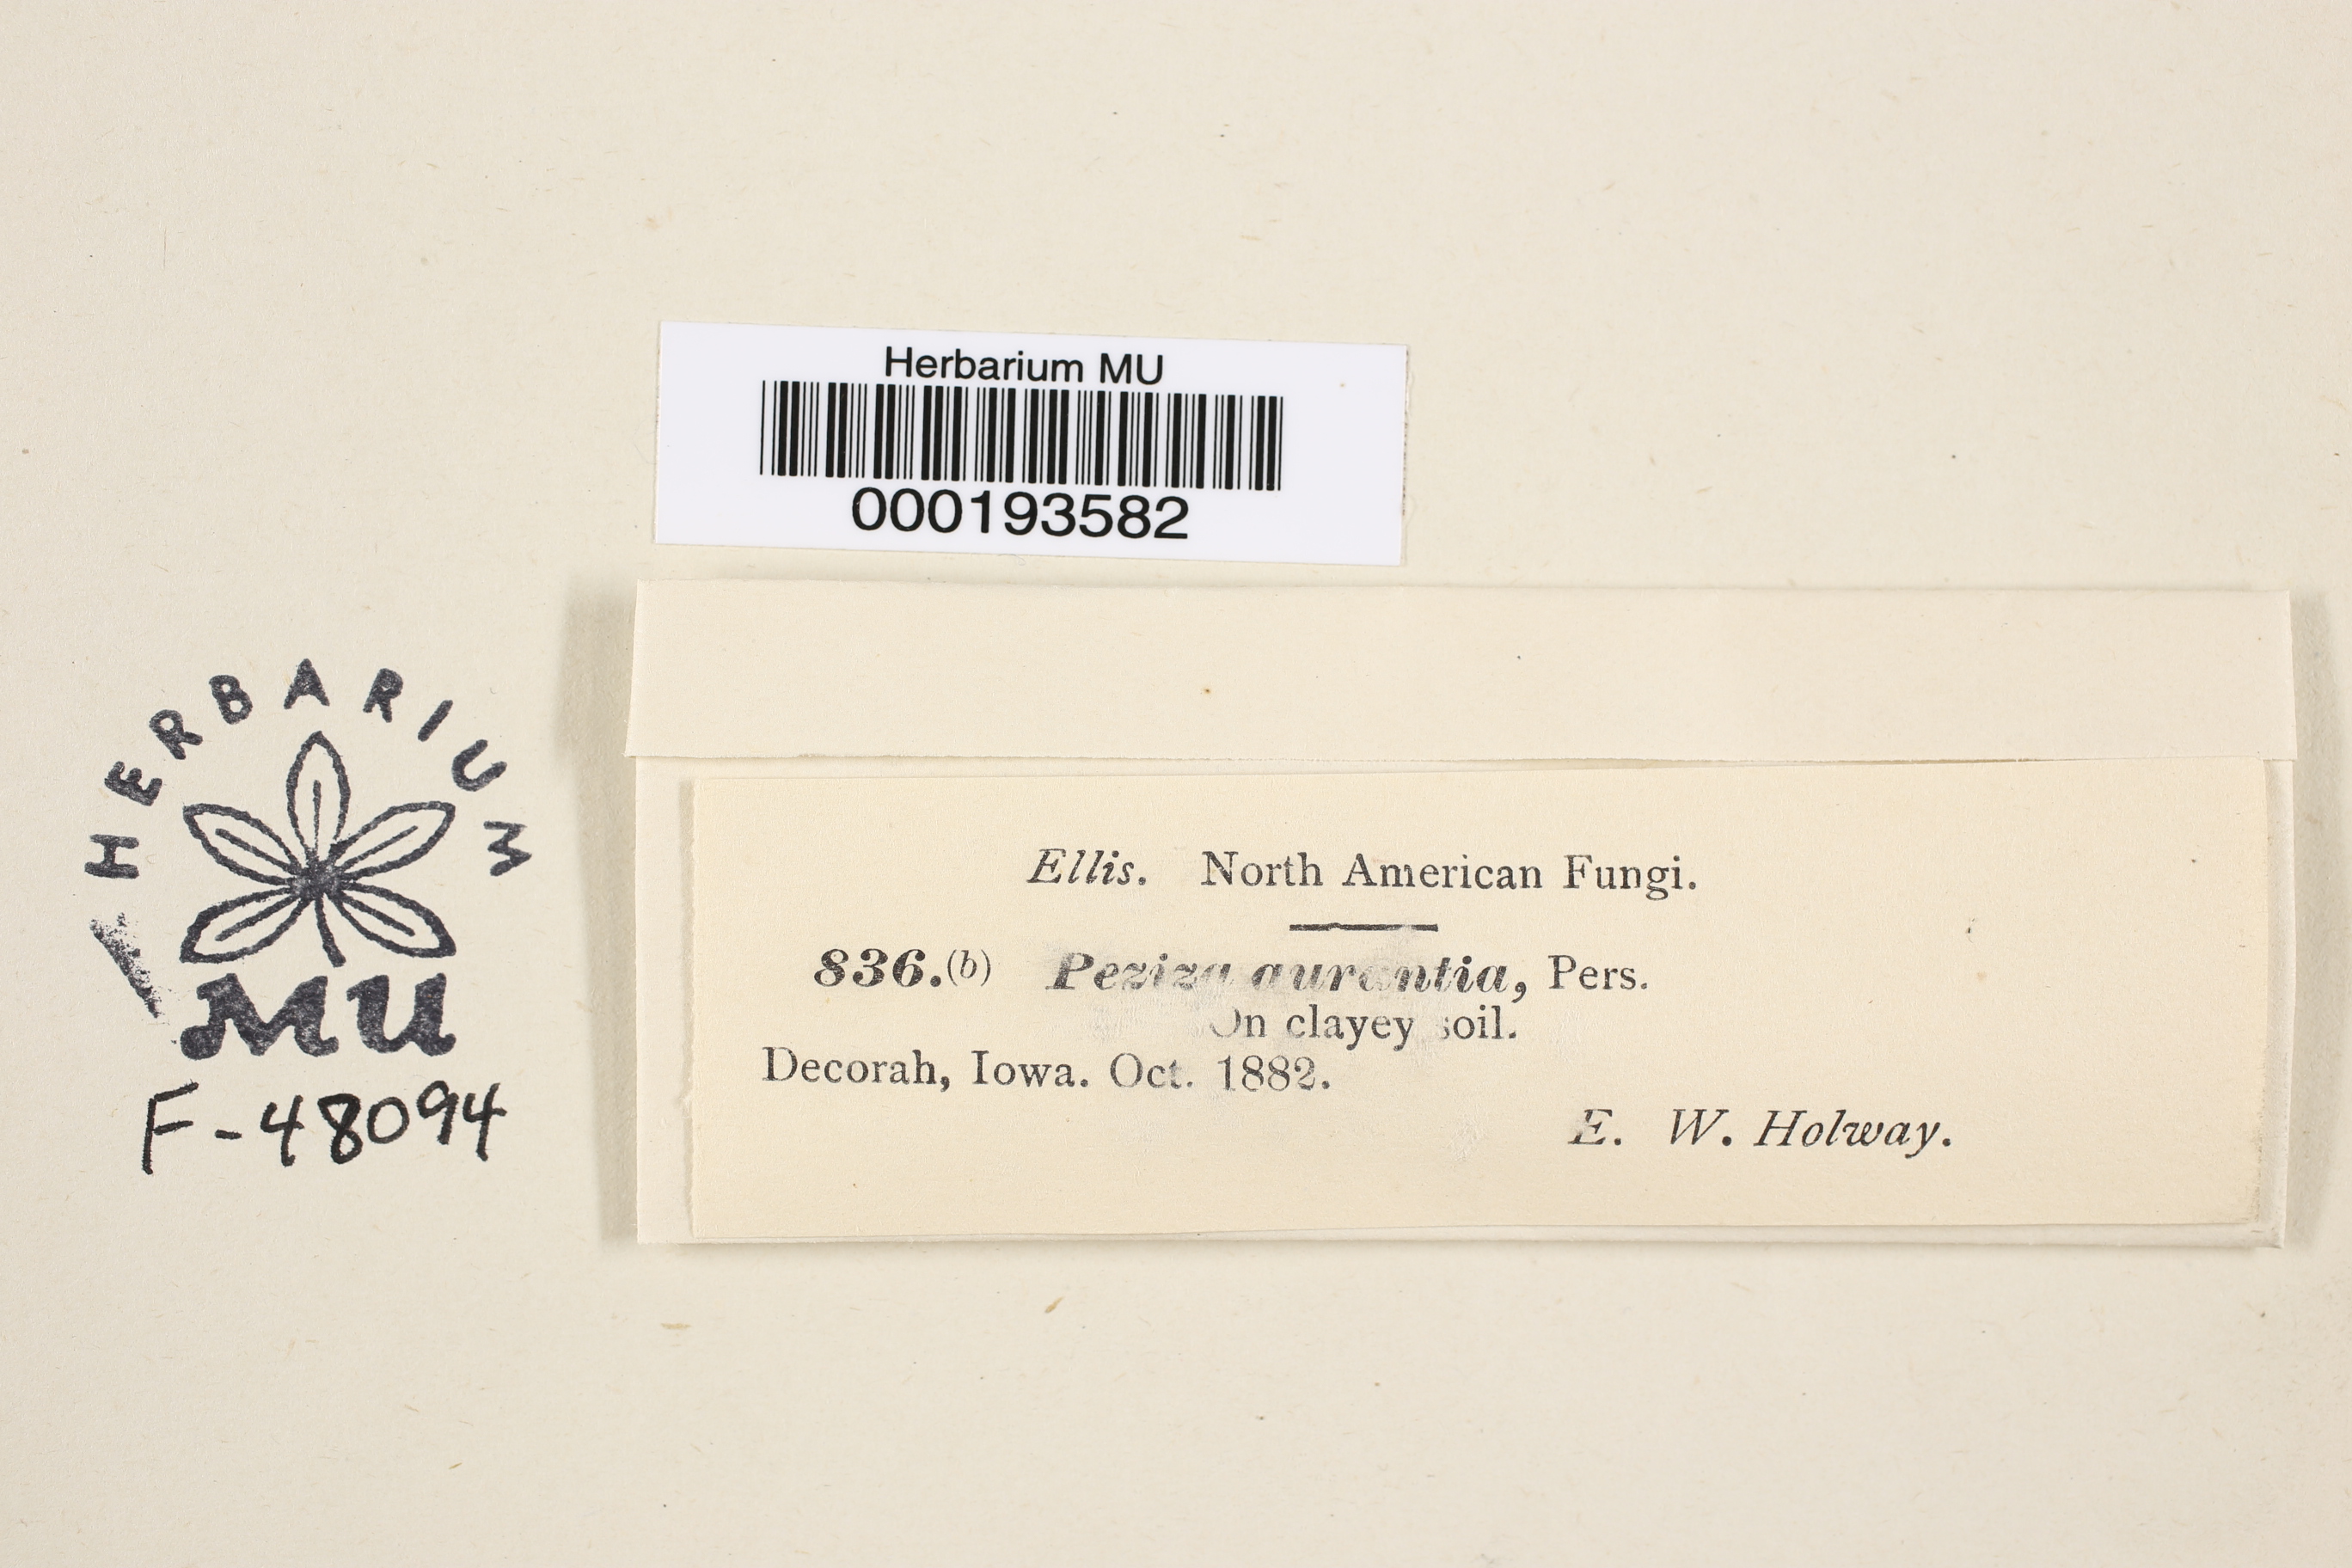 Herbarium MU
000193582
HERBARIUM
MU
F-48094
Ellis. North American Fungi.
836.(b) Peziza aurantia, Pers.
On clayey soil.
Decorah, Iowa. Oct. 1882.
E. W. Holway.